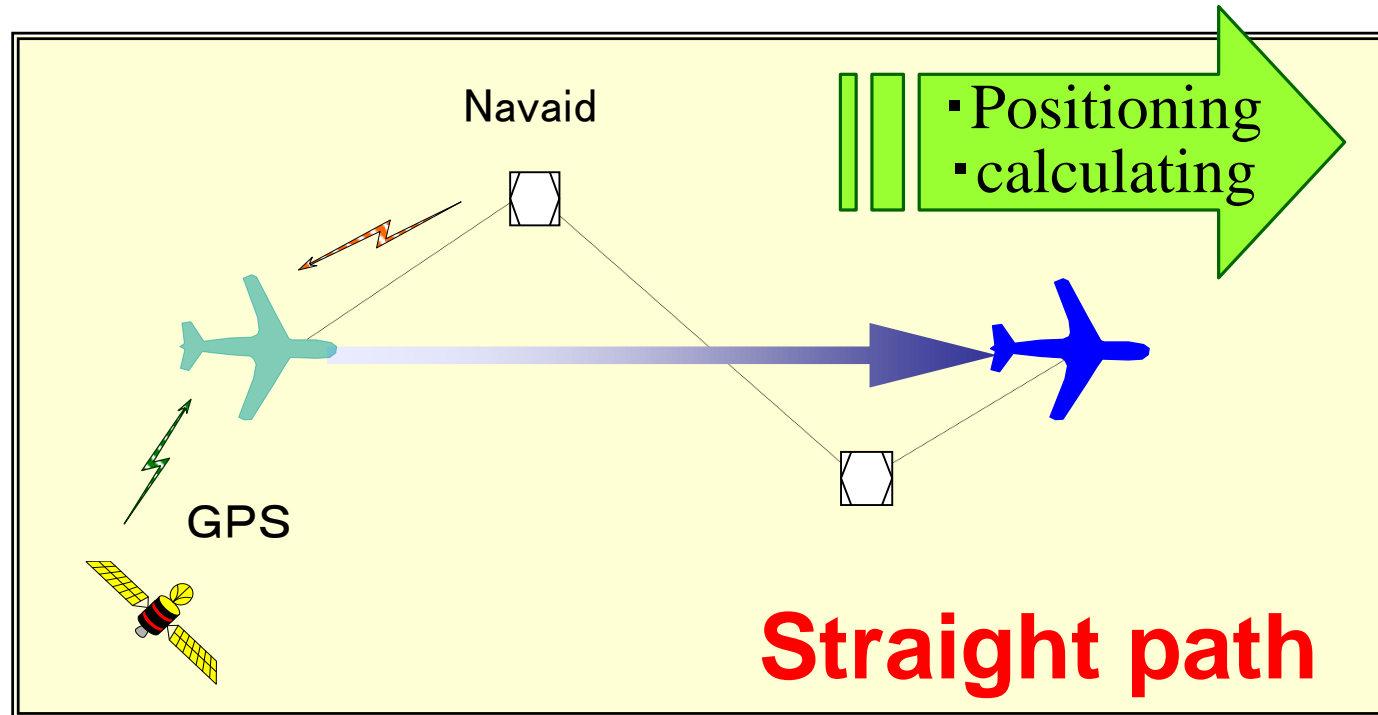 Navaid
▪Positioning
▪calculating
GPS
Straight path